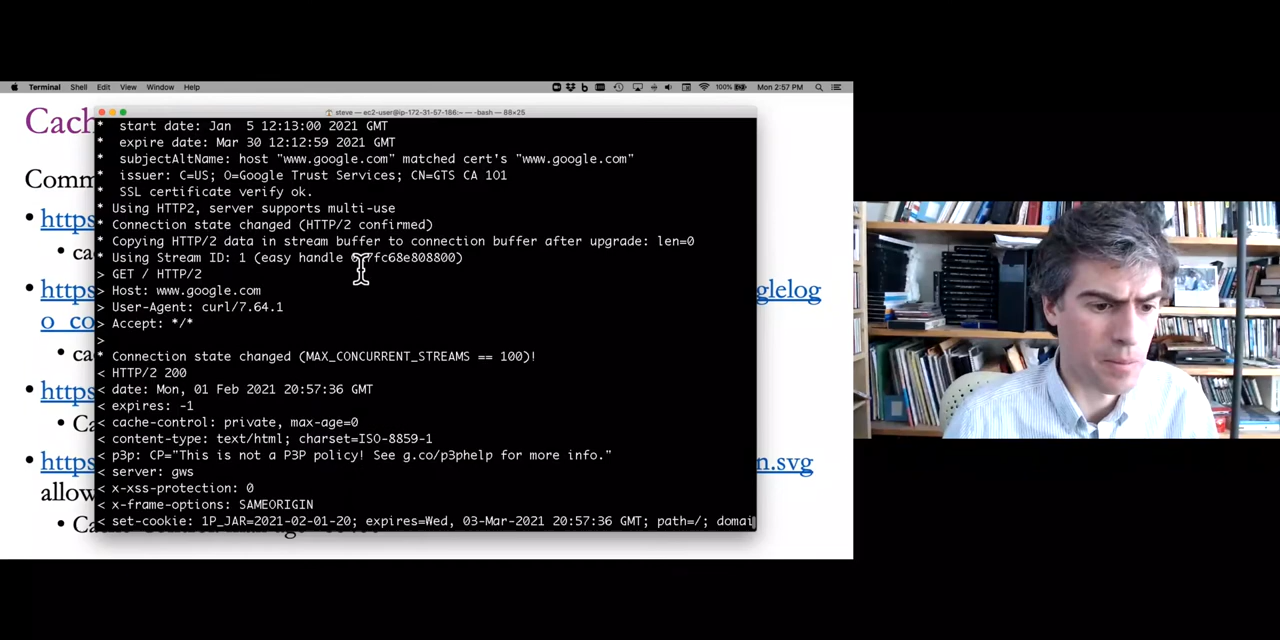 Terminal Shell Edit View Window Help 100% Mon 2:57 PM
steve — ec2-user@ip-172-31-57-186:~ — -bash — 88×25
Cach
Comm
https
ca
https
glelog
o_co
ca
https
Ca
https
n.svg
allow
Ca
* start date: Jan 5 12:13:00 2021 GMT
* expire date: Mar 30 12:12:59 2021 GMT
* subjectAltName: host "www.google.com" matched cert's "www.google.com"
* issuer: C=US; O=Google Trust Services; CN=GTS CA 1O1
* SSL certificate verify ok.
* Using HTTP2, server supports multi-use
* Connection state changed (HTTP/2 confirmed)
* Copying HTTP/2 data in stream buffer to connection buffer after upgrade: len=0
* Using Stream ID: 1 (easy handle 0x7fc68e808800)
> GET / HTTP/2
> Host: www.google.com
> User-Agent: curl/7.64.1
> Accept: */*
>
* Connection state changed (MAX_CONCURRENT_STREAMS == 100)!
< HTTP/2 200
< date: Mon, 01 Feb 2021 20:57:36 GMT
< expires: -1
< cache-control: private, max-age=0
< content-type: text/html; charset=ISO-8859-1
< p3p: CP="This is not a P3P policy! See g.co/p3phelp for more info."
< server: gws
< x-xss-protection: 0
< x-frame-options: SAMEORIGIN
< set-cookie: 1P_JAR=2021-02-01-20; expires=Wed, 03-Mar-2021 20:57:36 GMT; path=/; domai